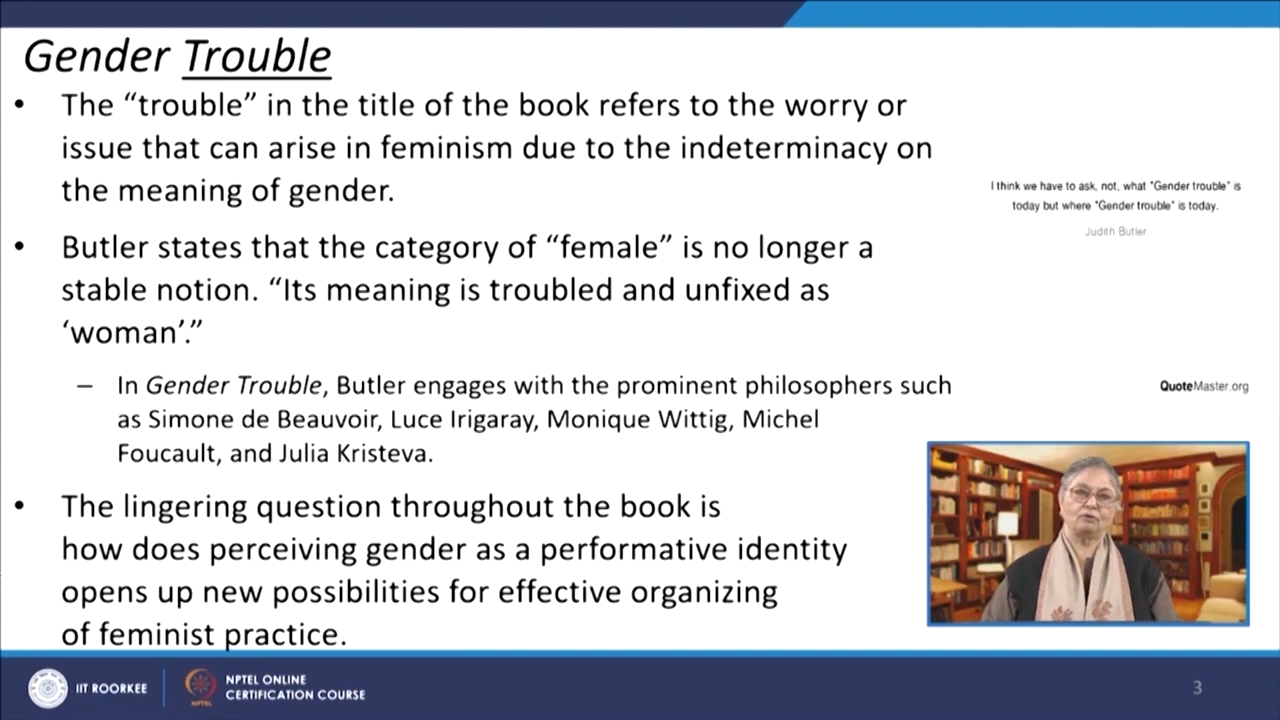 Gender Trouble
• The “trouble” in the title of the book refers to the worry or
issue that can arise in feminism due to the indeterminacy on
the meaning of gender.
• Butler states that the category of “female” is no longer a
stable notion. “Its meaning is troubled and unfixed as
‘woman’.”
– In Gender Trouble, Butler engages with the prominent philosophers such
as Simone de Beauvoir, Luce Irigaray, Monique Wittig, Michel
Foucault, and Julia Kristeva.
• The lingering question throughout the book is
how does perceiving gender as a performative identity
opens up new possibilities for effective organizing
of feminist practice.
I think we have to ask, not, what "Gender trouble" is
today but where "Gender trouble" is today.
Judith Butler
QuoteMaster.org
IIT ROORKEE
NPTEL
NPTEL ONLINE
CERTIFICATION COURSE
3